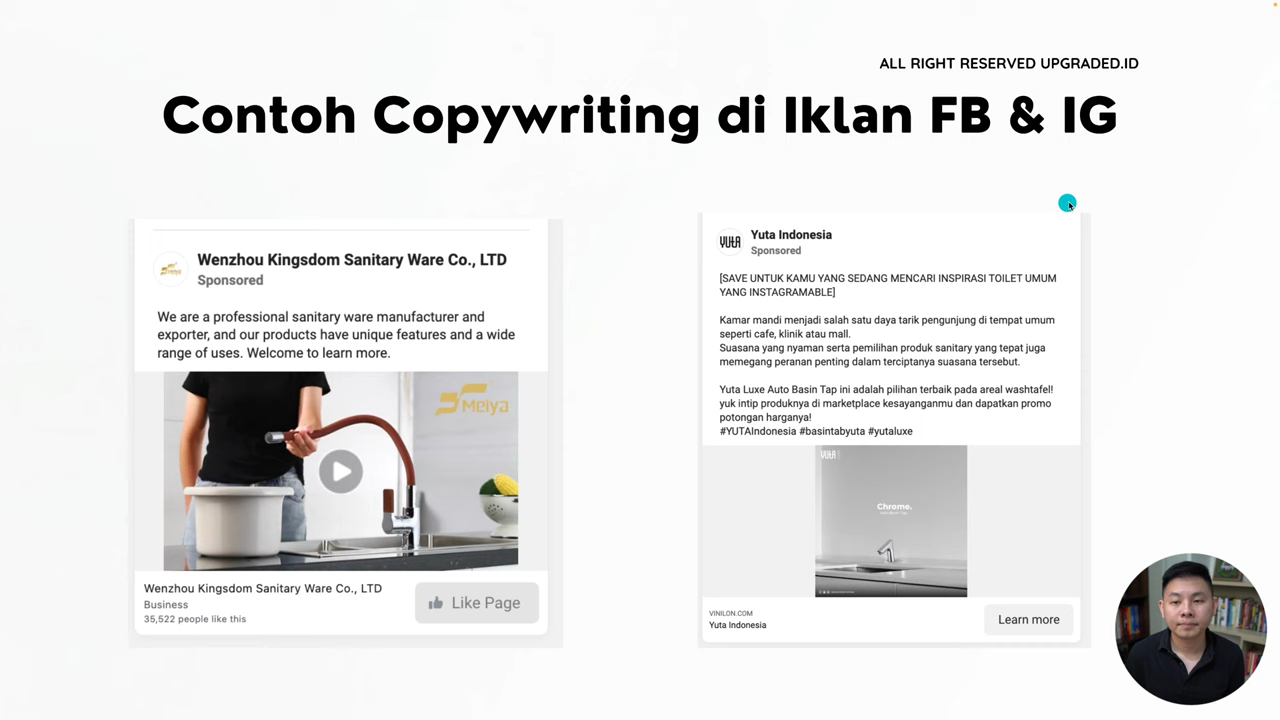 ALL RIGHT RESERVED UPGRADED.ID
Contoh Copywriting di Iklan FB & IG
Wenzhou Kingsdom Sanitary Ware Co., LTD
Sponsored
We are a professional sanitary ware manufacturer and
exporter, and our products have unique features and a wide
range of uses. Welcome to learn more.
Meiya
Wenzhou Kingsdom Sanitary Ware Co., LTD
Business
35,522 people like this
Like Page
YUTA
Yuta Indonesia
Sponsored
[SAVE UNTUK KAMU YANG SEDANG MENCARI INSPIRASI TOILET UMUM
YANG INSTAGRAMABLE]
Kamar mandi menjadi salah satu daya tarik pengunjung di tempat umum
seperti cafe, klinik atau mall.
Suasana yang nyaman serta pemilihan produk sanitary yang tepat juga
memegang peranan penting dalam terciptanya suasana tersebut.
Yuta Luxe Auto Basin Tap ini adalah pilihan terbaik pada areal washtafel!
yuk intip produknya di marketplace kesayanganmu dan dapatkan promo
potongan harganya!
#YUTAIndonesia #basintabyuta #yutaluxe
YUTA
Chrome.
VINILON.COM
Yuta Indonesia
Learn more